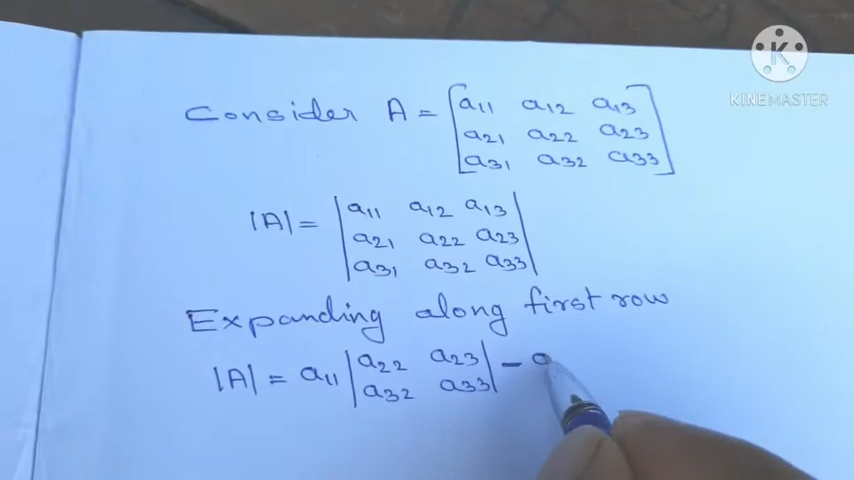 KINEMASTER
Consider A = [a11 a12 a13
a21 a22 a23
a31 a32 a33]
|A| = |a11 a12 a13
a21 a22 a23
a31 a32 a33|
Expanding along first row
|A| = a11 |a22 a23 - a
a32 a33|